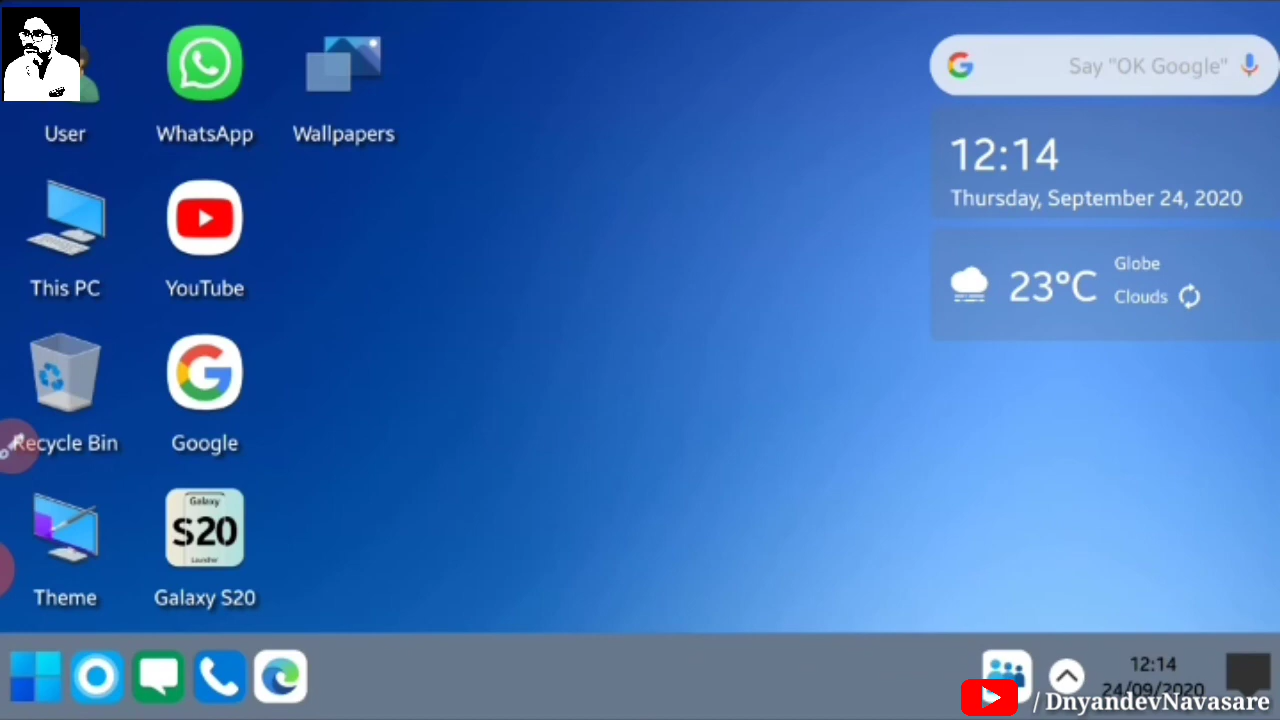 User
WhatsApp
Wallpapers
This PC
YouTube
Recycle Bin
Google
Theme
Galaxy
S20
Launcher
Galaxy S20
Say "OK Google"
12:14
Thursday, September 24, 2020
23°C
Globe
Clouds
12:14
24/09/2020
/ DnyandevNavasare